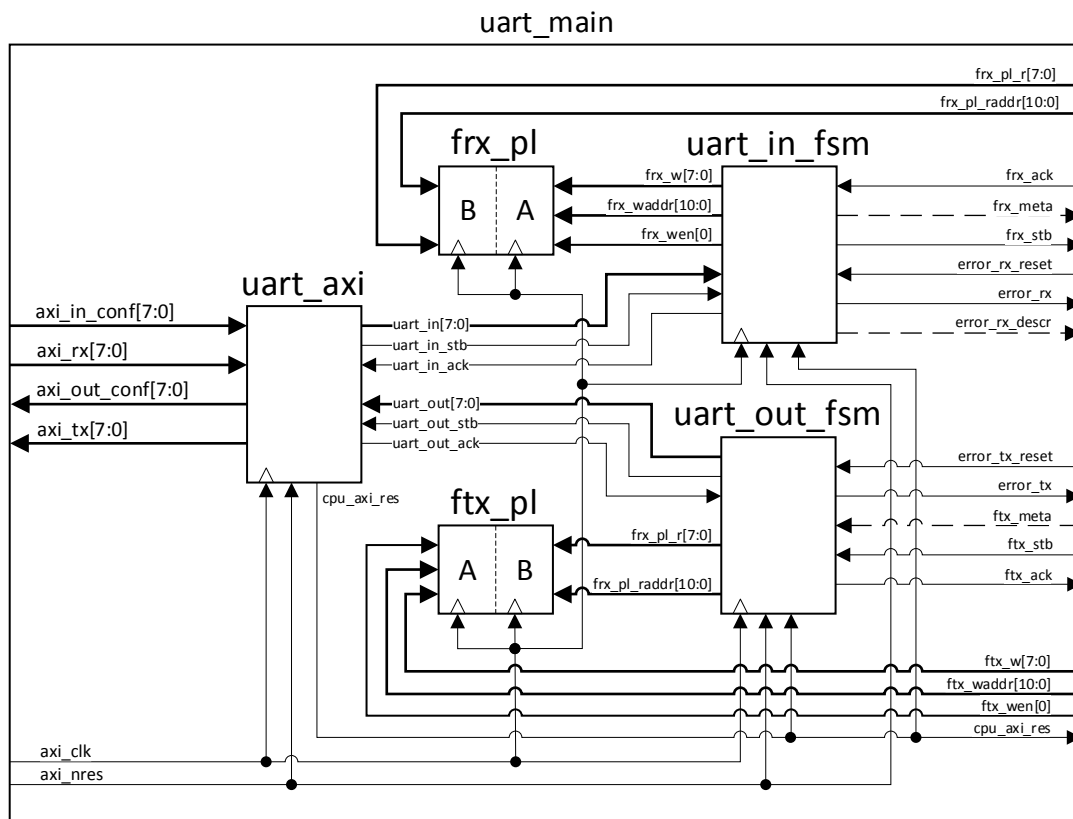 uart_main
frx_pl_r[7:0]
frx_pl_raddr[10:0]
frx_pl
B
A
uart_in_fsm
frx_w[7:0]
frx_waddr[10:0]
frx_wen[0]
frx_ack
frx_meta
frx_stb
error_rx_reset
error_rx
error_rx_descr
uart_axi
axi_in_conf[7:0]
axi_rx[7:0]
axi_out_conf[7:0]
axi_tx[7:0]
uart_in[7:0]
uart_in_stb
uart_in_ack
uart_out[7:0]
uart_out_stb
uart_out_ack
cpu_axi_res
uart_out_fsm
error_tx_reset
error_tx
ftx_meta
ftx_stb
ftx_ack
ftx_pl
A
B
frx_pl_r[7:0]
frx_pl_raddr[10:0]
ftx_w[7:0]
ftx_waddr[10:0]
ftx_wen[0]
cpu_axi_res
axi_clk
axi_nres